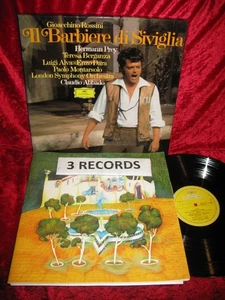 Gioacchino Rossini
Il Barbiere di Siviglia
Hermann Prey
Teresa Berganza
Luigi Alva · Enzo Dara
Paolo Montarsolo
London Symphony Orchestra
Claudio Abbado
3 RECORDS